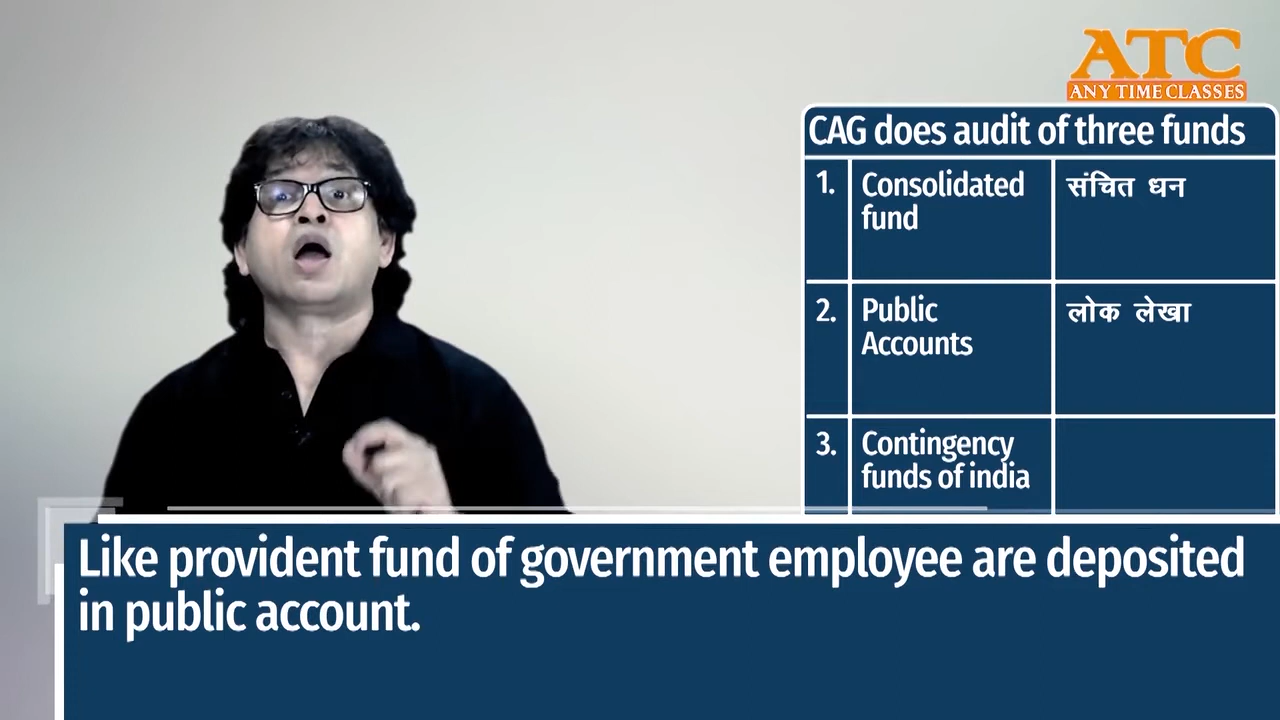 ATC
ANY TIME CLASSES
CAG does audit of three funds
1. Consolidated fund संचित धन
2. Public Accounts लोक लेखा
3. Contingency funds of india
Like provident fund of government employee are deposited
in public account.